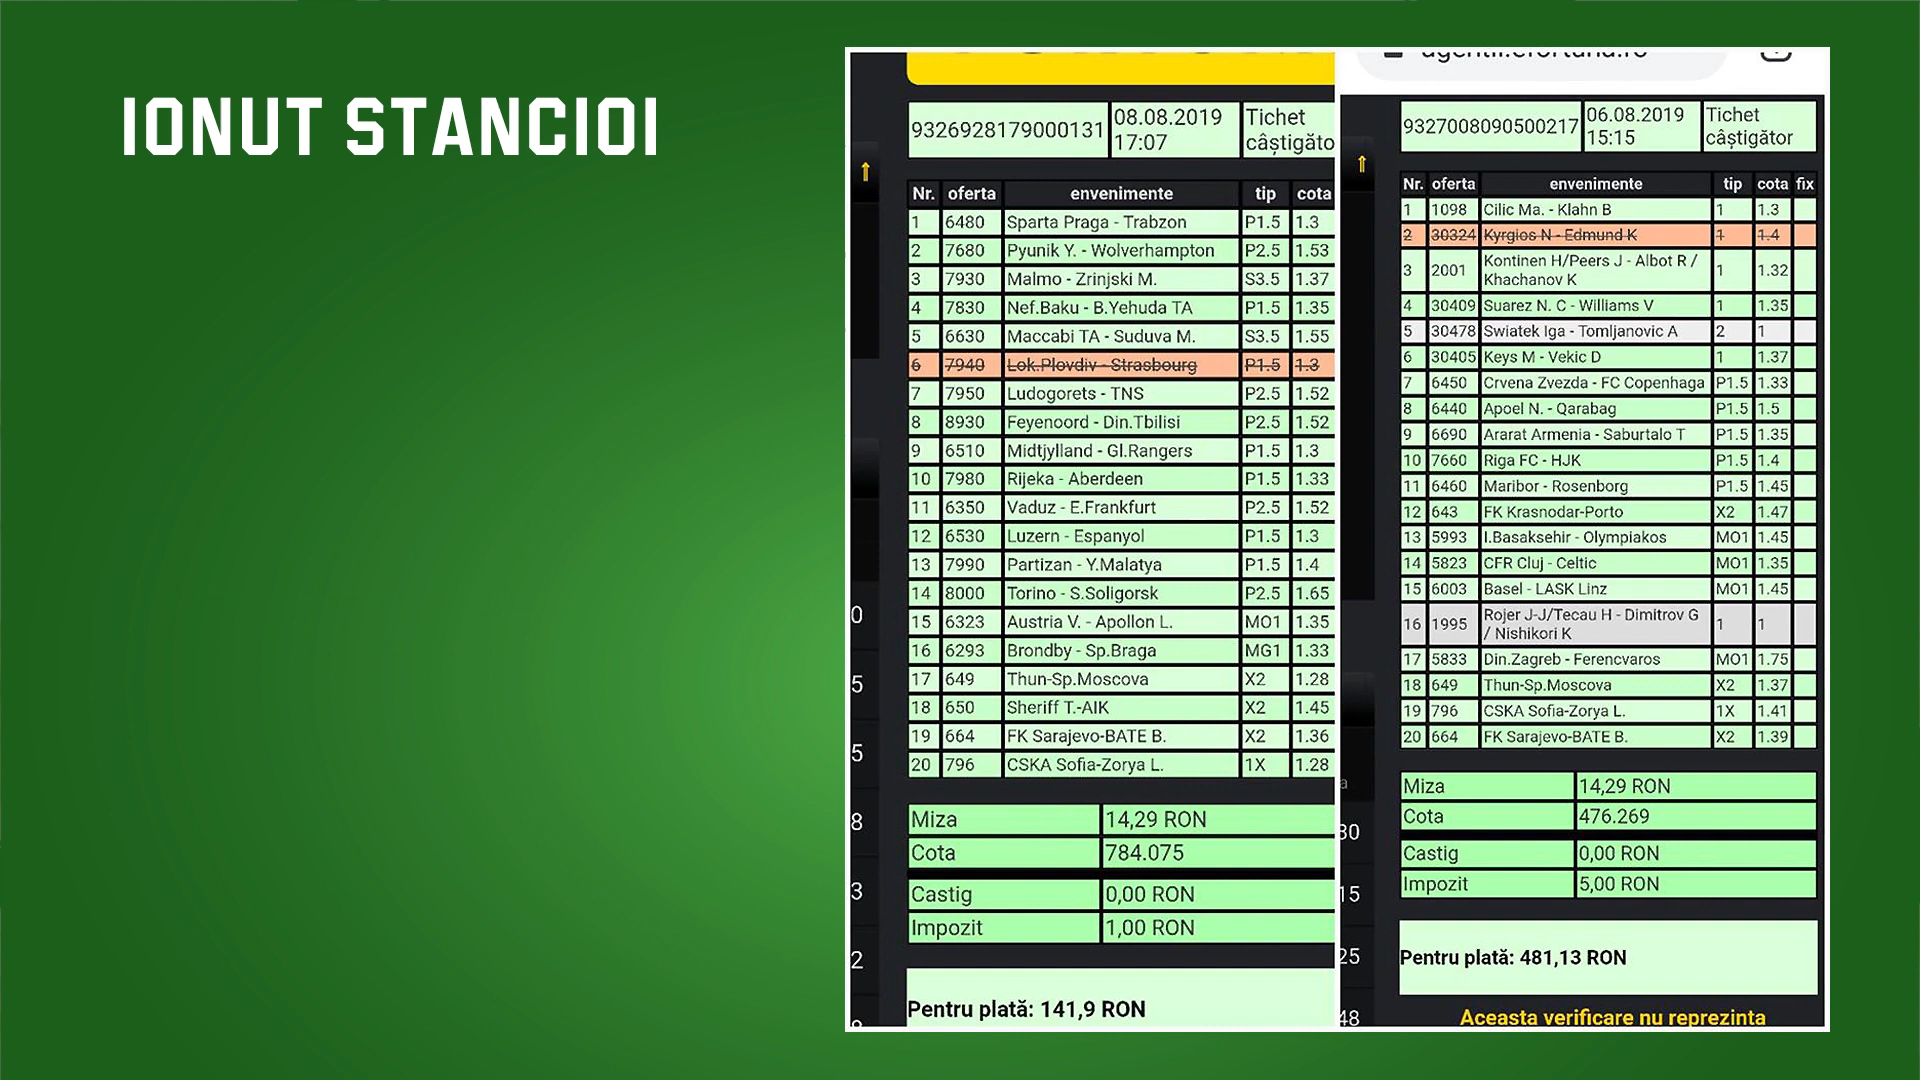 IONUT STANCIOI
9326928179000131 08.08.2019 17:07 Tichet câștigăto
Nr. oferta envenimente tip cota
1 6480 Sparta Praga - Trabzon P1.5 1.3
2 7680 Pyunik Y. - Wolverhampton P2.5 1.53
3 7930 Malmo - Zrinjski M. S3.5 1.37
4 7830 Nef.Baku - B.Yehuda TA P1.5 1.35
5 6630 Maccabi TA - Suduva M. S3.5 1.55
6 7940 Lok.Plovdiv - Strasbourg P1.5 1.3
7 7950 Ludogorets - TNS P2.5 1.52
8 8930 Feyenoord - Din.Tbilisi P2.5 1.52
9 6510 Midtjylland - Gl.Rangers P1.5 1.3
10 7980 Rijeka - Aberdeen P1.5 1.33
11 6350 Vaduz - E.Frankfurt P2.5 1.52
12 6530 Luzern - Espanyol P1.5 1.3
13 7990 Partizan - Y.Malatya P1.5 1.4
14 8000 Torino - S.Soligorsk P2.5 1.65
15 6323 Austria V. - Apollon L. MO1 1.35
16 6293 Brondby - Sp.Braga MG1 1.33
17 649 Thun-Sp.Moscova X2 1.28
18 650 Sheriff T.-AIK X2 1.45
19 664 FK Sarajevo-BATE B. X2 1.36
20 796 CSKA Sofia-Zorya L. 1X 1.28
Miza 14,29 RON
Cota 784.075
Castig 0,00 RON
Impozit 1,00 RON
Pentru plată: 141,9 RON
0
5
5
8
3
2
agentii.efortuna.ro
9327008090500217 06.08.2019 15:15 Tichet câștigător
Nr. oferta envenimente tip cota fix
1 1098 Cilic Ma. - Klahn B 1 1.3
2 30324 Kyrgios N - Edmund K 1 1.4
3 2001 Kontinen H/Peers J - Albot R /
Khachanov K 1 1.32
4 30409 Suarez N. C - Williams V 1 1.35
5 30478 Swiatek Iga - Tomljanovic A 2 1
6 30405 Keys M - Vekic D 1 1.37
7 6450 Crvena Zvezda - FC Copenhaga P1.5 1.33
8 6440 Apoel N. - Qarabag P1.5 1.5
9 6690 Ararat Armenia - Saburtalo T P1.5 1.35
10 7660 Riga FC - HJK P1.5 1.4
11 6460 Maribor - Rosenborg P1.5 1.45
12 643 FK Krasnodar-Porto X2 1.47
13 5993 I.Basaksehir - Olympiakos MO1 1.45
14 5823 CFR Cluj - Celtic MO1 1.35
15 6003 Basel - LASK Linz MO1 1.45
16 1995 Rojer J-J/Tecau H - Dimitrov G
/ Nishikori K 1 1
17 5833 Din.Zagreb - Ferencvaros MO1 1.75
18 649 Thun-Sp.Moscova X2 1.37
19 796 CSKA Sofia-Zorya L. 1X 1.41
20 664 FK Sarajevo-BATE B. X2 1.39
Miza 14,29 RON
Cota 476.269
Castig 0,00 RON
Impozit 5,00 RON
Pentru plată: 481,13 RON
Aceasta verificare nu reprezinta
a
30
15
25
48